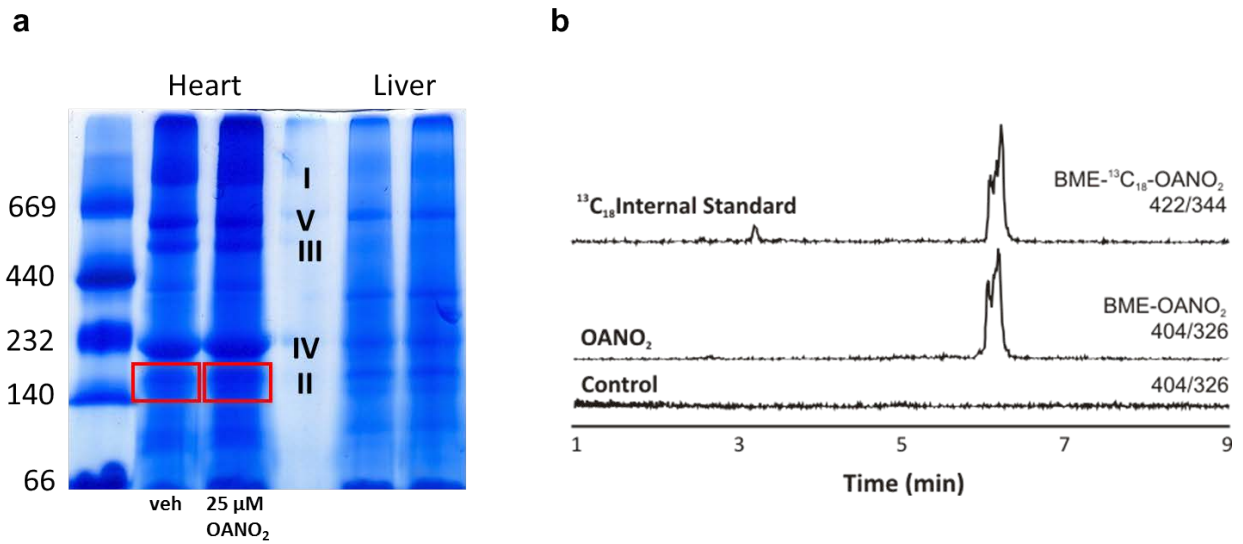 a
Heart Liver
669
440
232
140
66
I
V
III
IV
II
veh 25 µM
OANO₂
b
¹³C₁₈Internal Standard
BME-¹³C₁₈-OANO₂
422/344
OANO₂
BME-OANO₂
404/326
Control
404/326
1 3 5 7 9
Time (min)